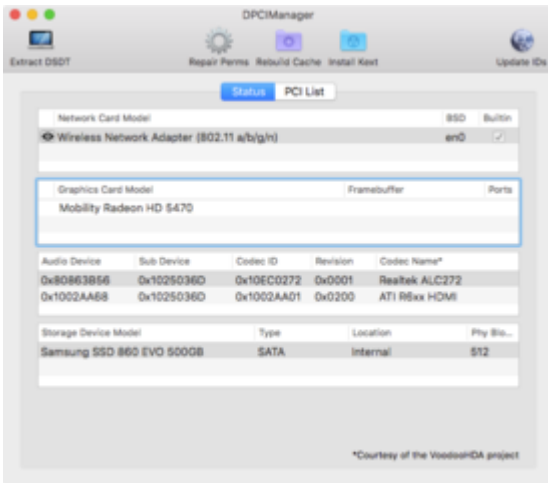 DPCIManager
Extract DSDT Repair Perms Rebuild Cache Install Kext Update IDs
Status PCI List
Network Card Model BSD Builtin
Wireless Network Adapter (802.11 a/b/g/n) en0
Graphics Card Model Framebuffer Ports
Mobility Radeon HD 5470
Audio Device Sub Device Codec ID Revision Codec Name*
0x80863B56 0x1025036D 0x10EC0272 0x0001 Realtek ALC272
0x1002AA68 0x1025036D 0x1002AA01 0x0200 ATI R6xx HDMI
Storage Device Model Type Location Phy Blo...
Samsung SSD 860 EVO 500GB SATA Internal 512
*Courtesy of the VoodooHDA project